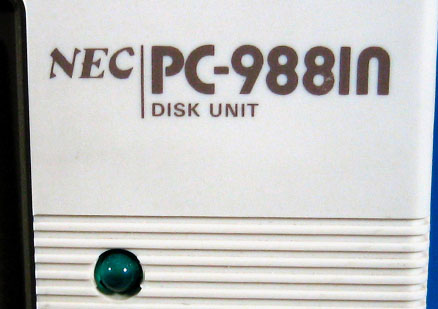 NEC PC-9881n
DISK UNIT